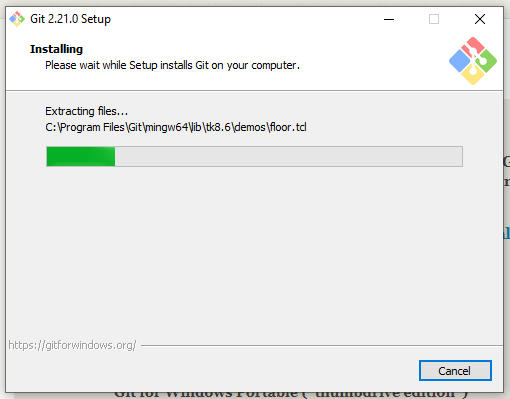 Git 2.21.0 Setup
Installing
Please wait while Setup installs Git on your computer.
Extracting files...
C:\Program Files\Git\mingw64\lib\tk8.6\demos\floor.tcl
https://gitforwindows.org/
Cancel
Git for Windows Portable ("thumbdrive edition")